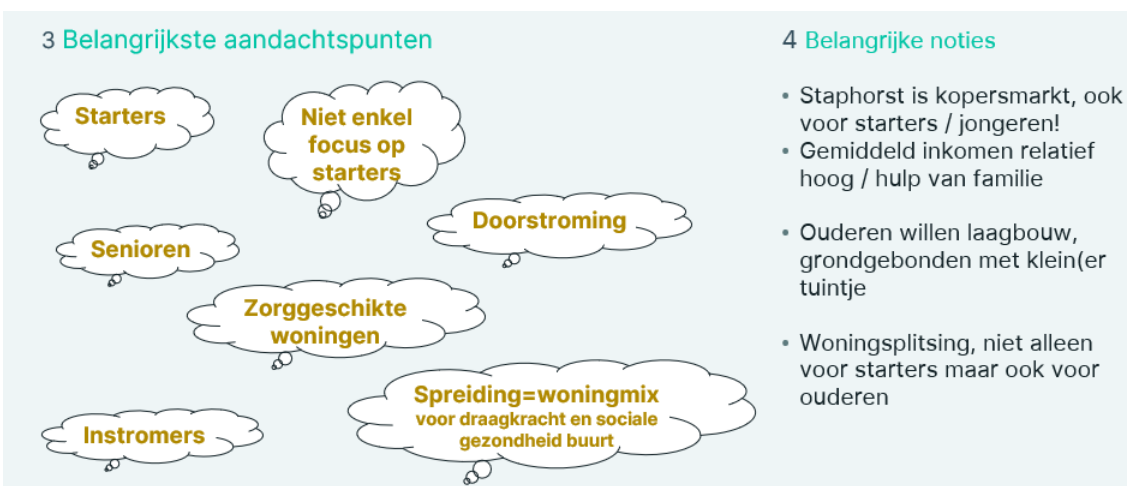 3 Belangrijkste aandachtspunten
Starters
Niet enkel
focus op
starters
Doorstroming
Senioren
Zorggeschikte
woningen
Spreiding=woningmix
voor draagkracht en sociale
gezondheid buurt
Instromers
4 Belangrijke noties
• Staphorst is kopersmarkt, ook
voor starters / jongeren!
• Gemiddeld inkomen relatief
hoog / hulp van familie
• Ouderen willen laagbouw,
grondgebonden met klein(er
tuintje
• Woningsplitsing, niet alleen
voor starters maar ook voor
ouderen